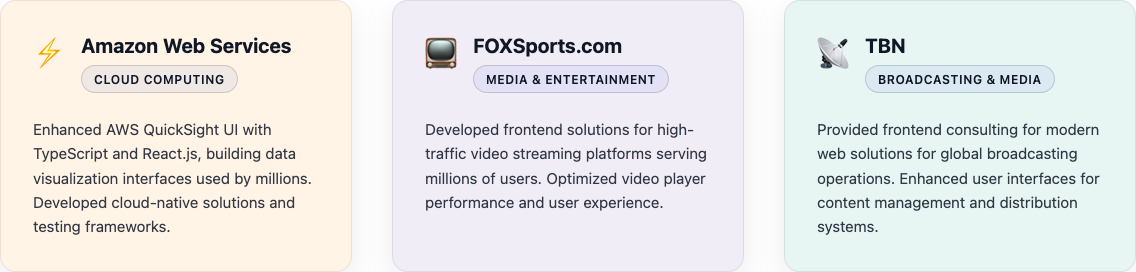 Amazon Web Services
CLOUD COMPUTING
Enhanced AWS QuickSight UI with
TypeScript and React.js, building data
visualization interfaces used by millions.
Developed cloud-native solutions and
testing frameworks.
FOXSports.com
MEDIA & ENTERTAINMENT
Developed frontend solutions for high-
traffic video streaming platforms serving
millions of users. Optimized video player
performance and user experience.
TBN
BROADCASTING & MEDIA
Provided frontend consulting for modern
web solutions for global broadcasting
operations. Enhanced user interfaces for
content management and distribution
systems.